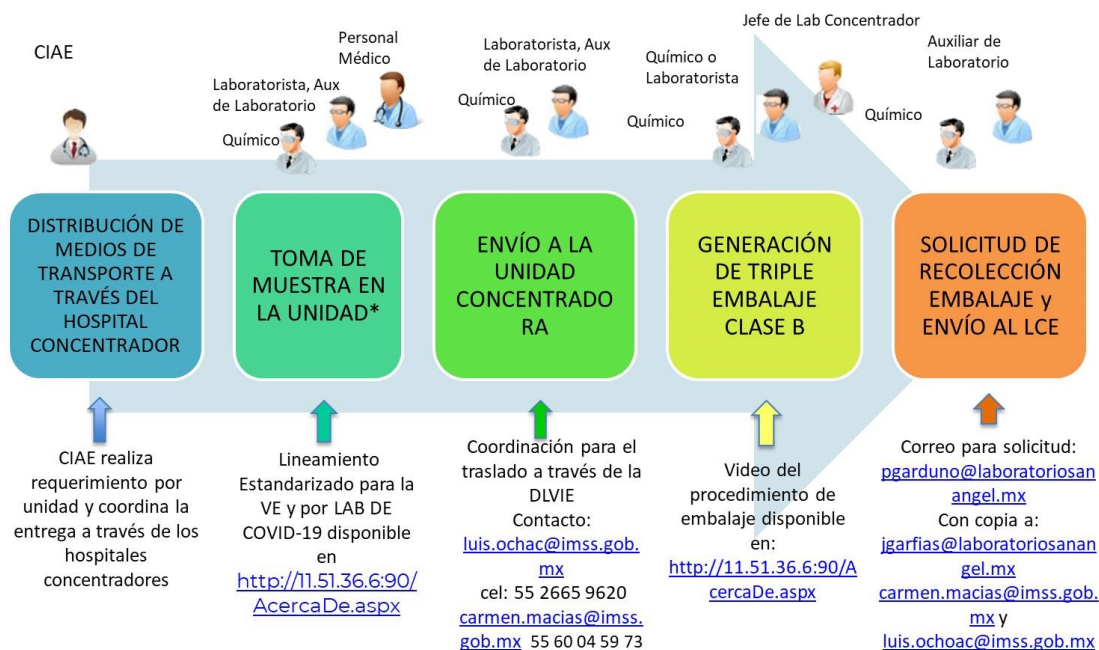 CIAE
Laboratorista, Aux
de Laboratorio
Químico
Personal
Médico
Laboratorista, Aux
de Laboratorio
Químico
Químico o
Laboratorista
Químico
Jefe de Lab Concentrador
Auxiliar de
Laboratorio
Químico
DISTRIBUCIÓN DE
MEDIOS DE
TRANSPORTE A
TRAVÉS DEL
HOSPITAL
CONCENTRADOR
TOMA DE
MUESTRA EN
LA UNIDAD*
ENVÍO A LA
UNIDAD
CONCENTRADO
RA
GENERACIÓN
DE TRIPLE
EMBALAJE
CLASE B
SOLICITUD DE
RECOLECCIÓN
EMBALAJE y
ENVÍO AL LCE
CIAE realiza
requerimiento por
unidad y coordina la
entrega a través de los
hospitales
concentradores
Lineamiento
Estandarizado para la
VE y por LAB DE
COVID-19 disponible
en
http://11.51.36.6:90/
AcercaDe.aspx
Coordinación para el
traslado a través de la
DLVIE
Contacto:
luis.ochac@imss.gob.
mx
cel: 55 2665 9620
carmen.macias@imss.
gob.mx 55 60 04 59 73
Video del
procedimiento de
embalaje disponible
en:
http://11.51.36.6:90/A
cercaDe.aspx
Correo para solicitud:
pgarduno@laboratoriosan
angel.mx
Con copia a:
jgarfias@laboratoriosanan
gel.mx
carmen.macias@imss.gob.
mx y
luis.ochoac@imss.gob.mx